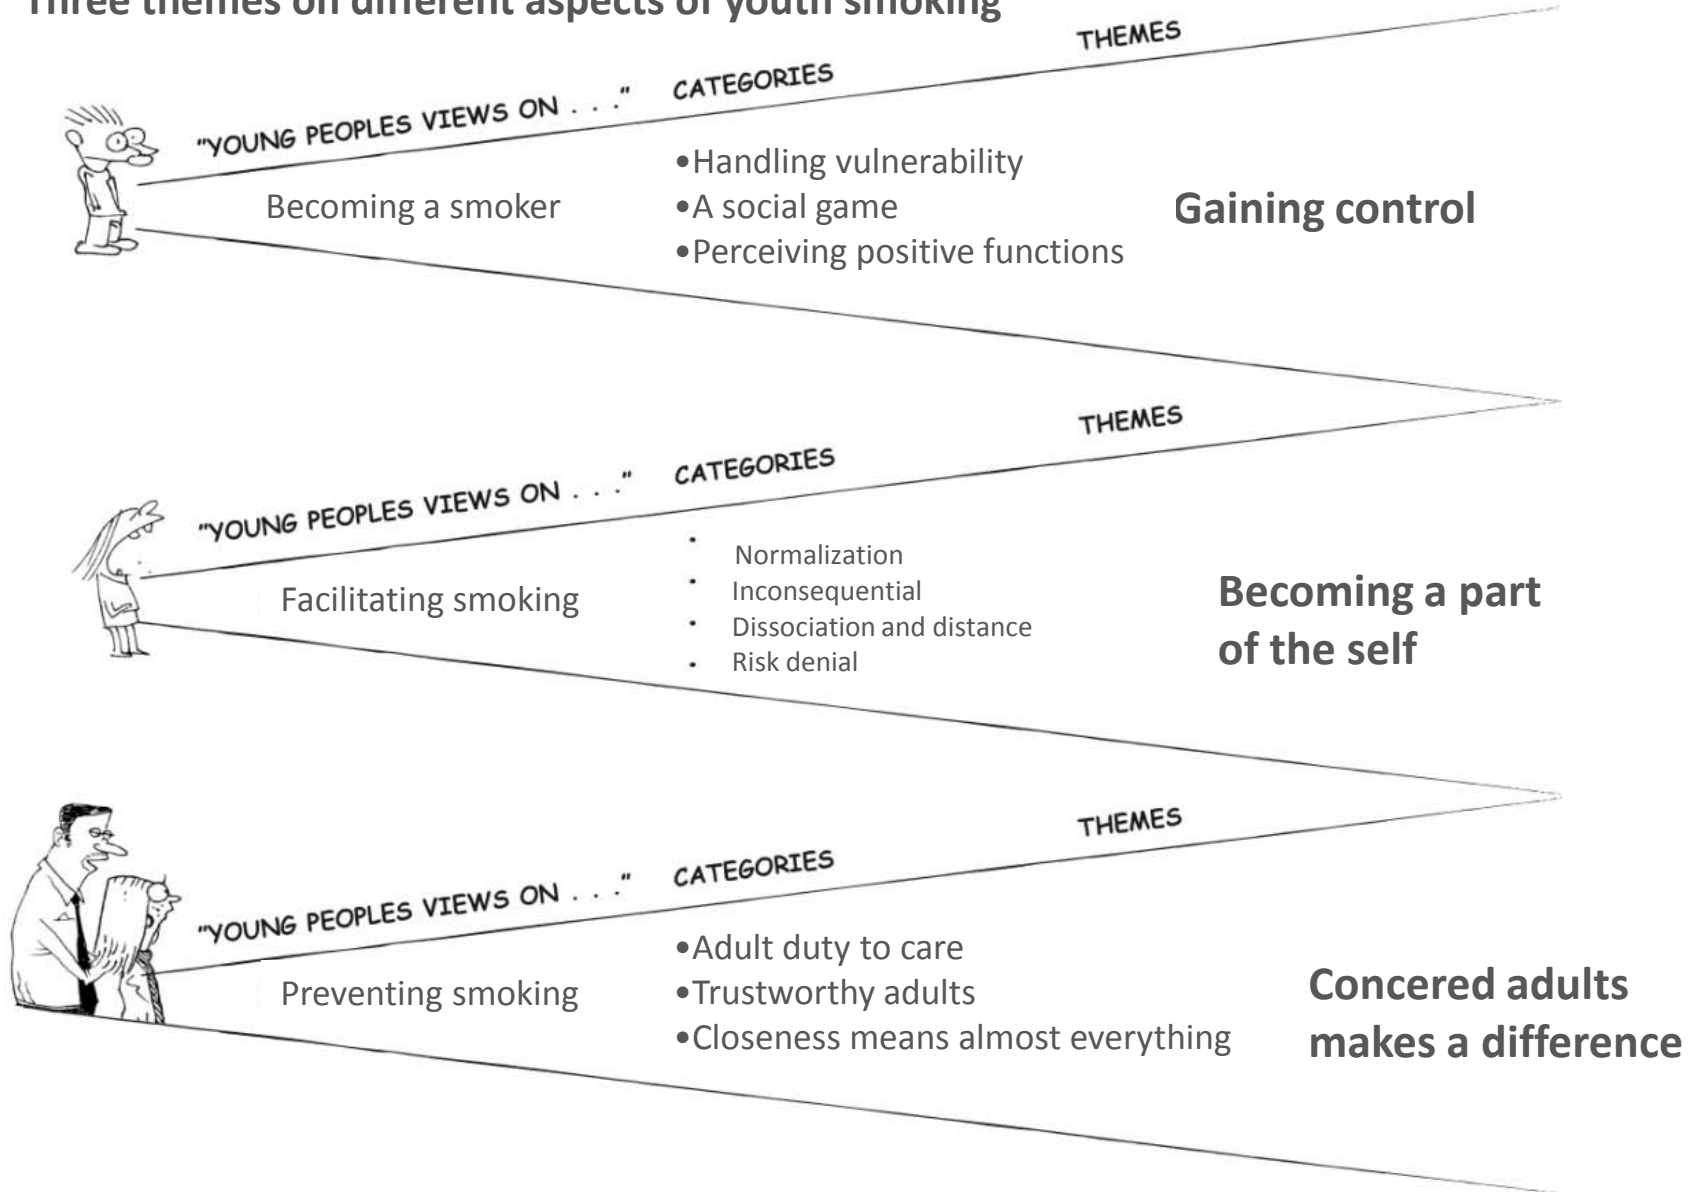 Three themes on different aspects of youth smoking
"YOUNG PEOPLES VIEWS ON . . ." CATEGORIES THEMES
Becoming a smoker
•Handling vulnerability
•A social game
•Perceiving positive functions
Gaining control
"YOUNG PEOPLES VIEWS ON . . ." CATEGORIES THEMES
Facilitating smoking
• Normalization
• Inconsequential
• Dissociation and distance
• Risk denial
Becoming a part
of the self
"YOUNG PEOPLES VIEWS ON . . ." CATEGORIES THEMES
Preventing smoking
•Adult duty to care
•Trustworthy adults
•Closeness means almost everything
Concered adults
makes a difference